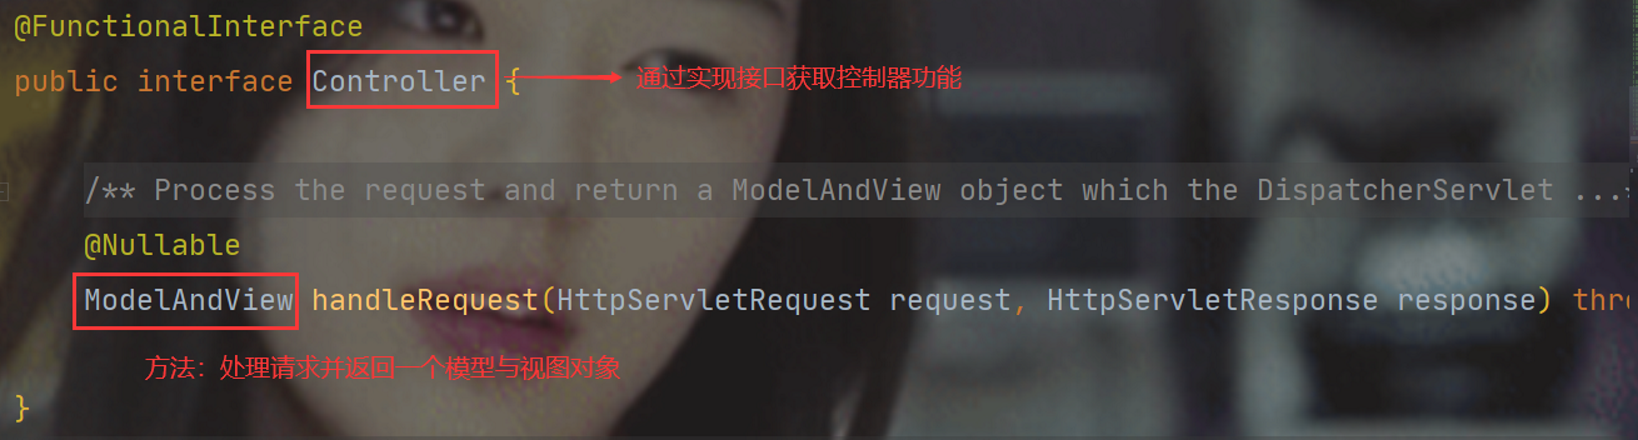 @FunctionalInterface
public interface Controller { 通过实现接口获取控制器功能
/** Process the request and return a ModelAndView object which the DispatcherServlet ...
@Nullable
ModelAndView handleRequest(HttpServletRequest request, HttpServletResponse response) thr
方法：处理请求并返回一个模型与视图对象
}